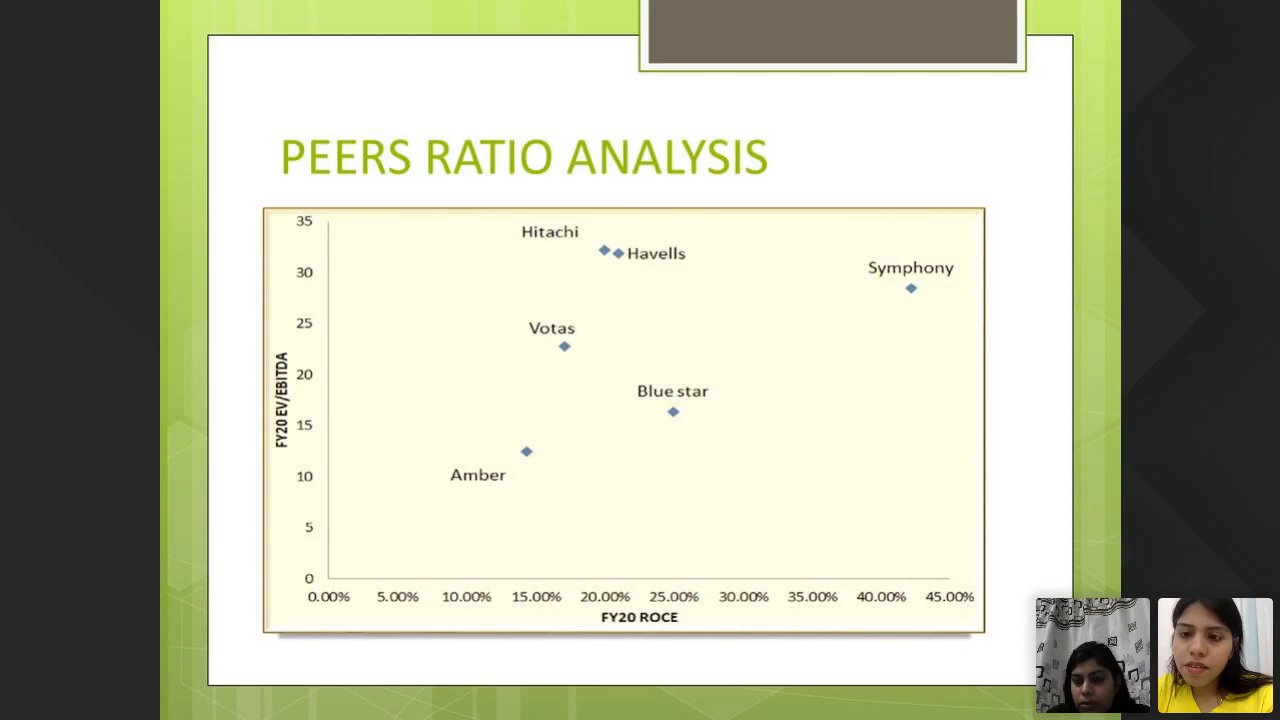 PEERS RATIO ANALYSIS
35
30
25
20
15
10
5
0
FY20 EV/EBITDA
Hitachi
Havells
Symphony
Votas
Blue star
Amber
0.00% 5.00% 10.00% 15.00% 20.00% 25.00% 30.00% 35.00% 40.00% 45.00%
FY20 ROCE